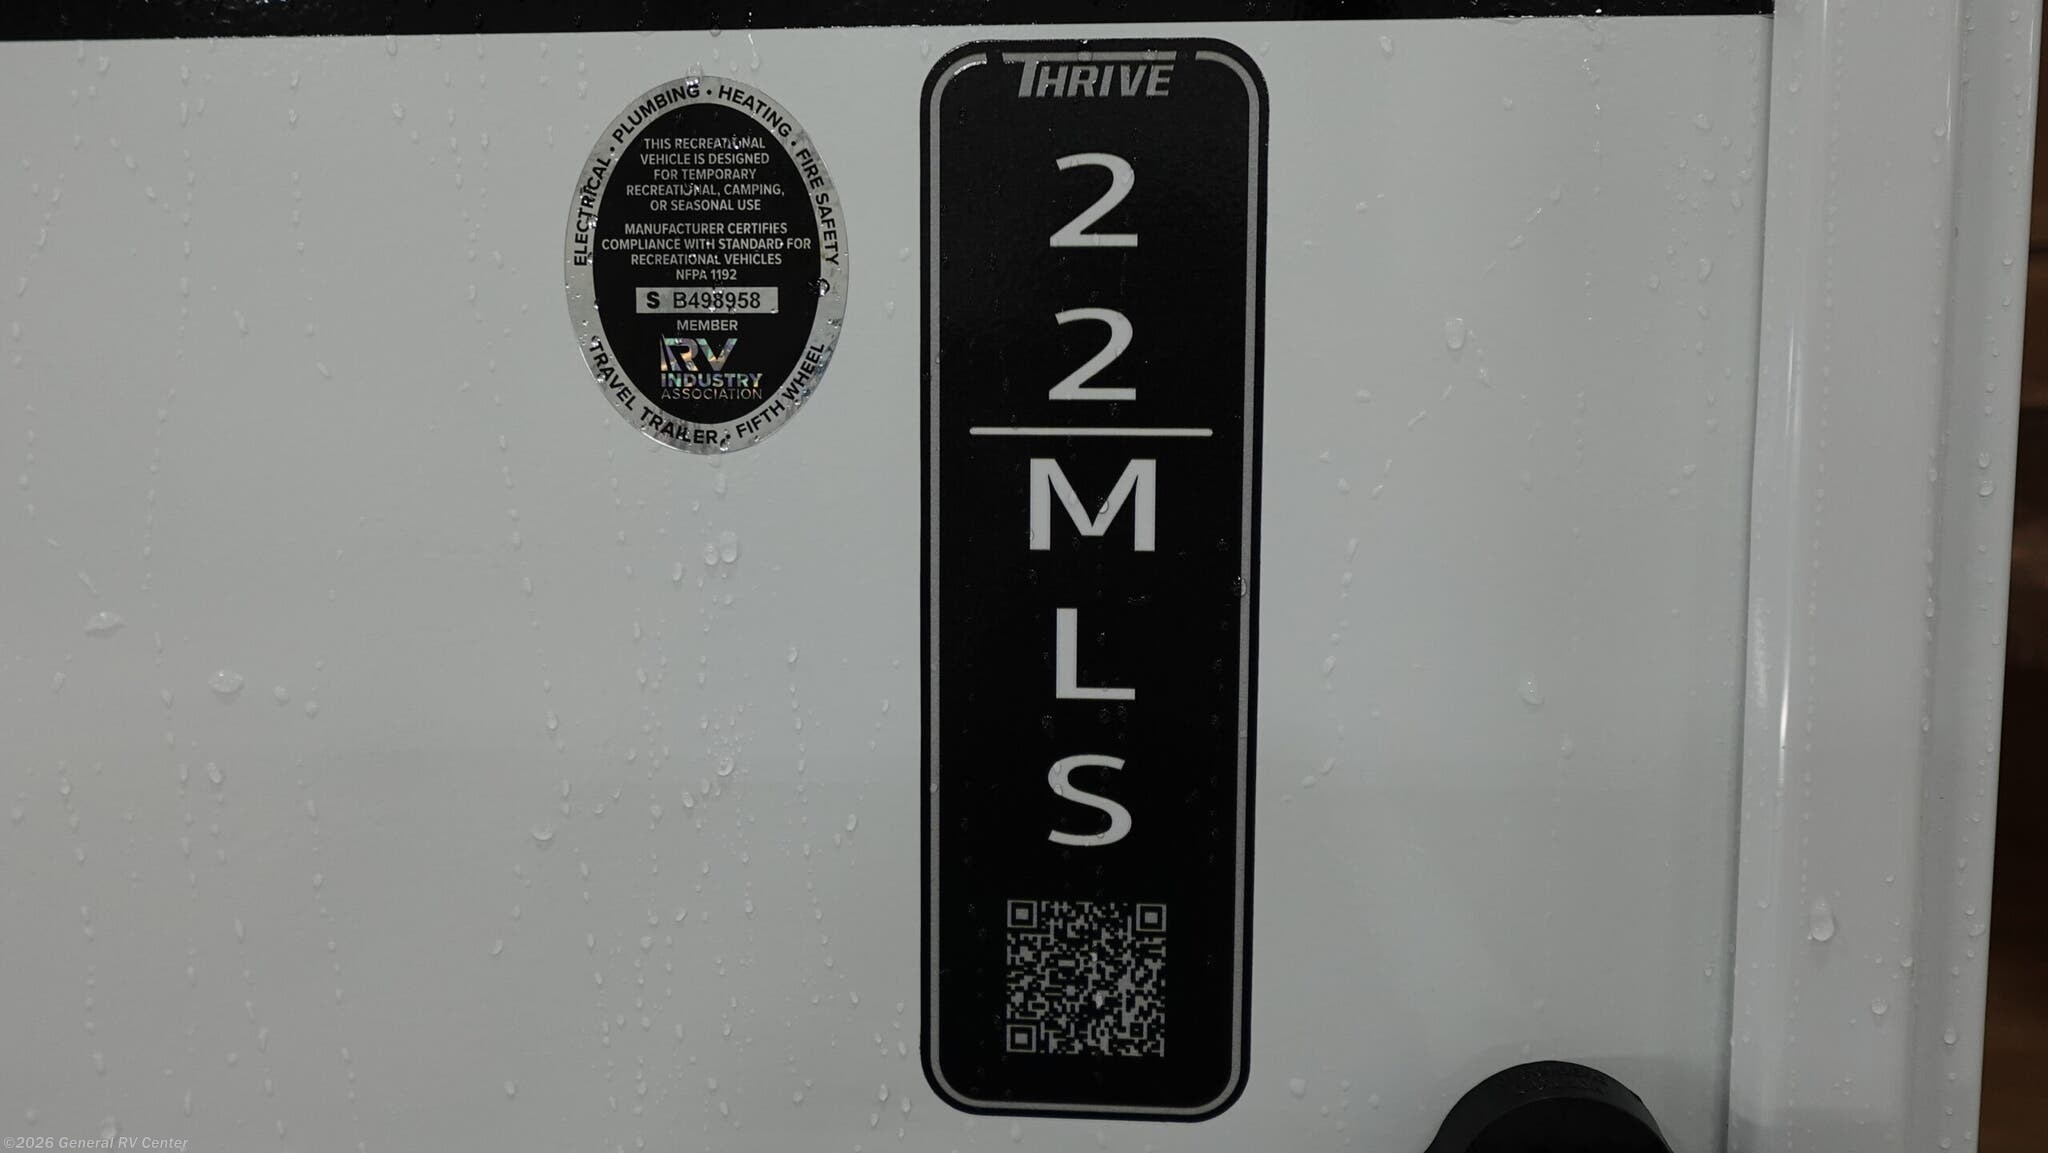 ELECTRICAL • PLUMBING • HEATING • FIRE SAFETY
THIS RECREATIONAL
VEHICLE IS DESIGNED
FOR TEMPORARY
RECREATIONAL, CAMPING,
OR SEASONAL USE
MANUFACTURER CERTIFIES
COMPLIANCE WITH STANDARD FOR
RECREATIONAL VEHICLES
NFPA 1192
S B498958
MEMBER
RV
INDUSTRY
ASSOCIATION
TRAVEL TRAILER • FIFTH WHEEL
THRIVE
2
2
M
L
S
©2026 General RV Center